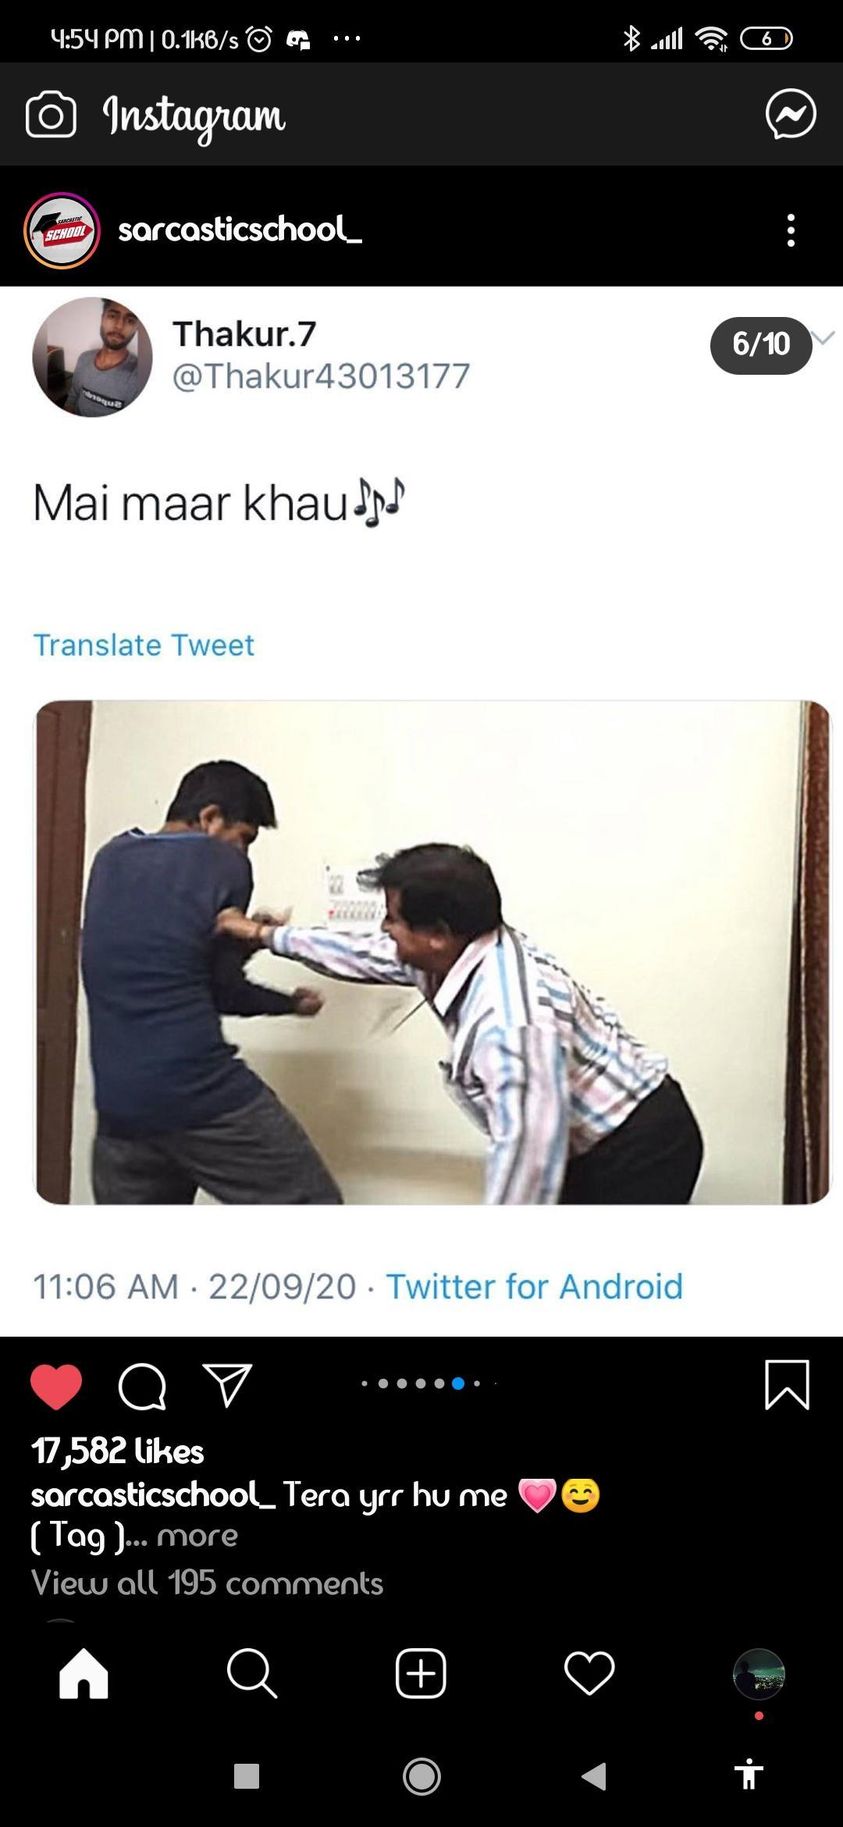 4:54 PM | 0.1KB/s ...
6
Instagram
SARCASTIC
SCHOOL
sarcasticschool_
Thakur.7
@Thakur43013177
6/10
Mai maar khau🎶
Translate Tweet
11:06 AM · 22/09/20 · Twitter for Android
17,582 likes
sarcasticschool_ Tera yrr hu me 💗☺️
( Tag )... more
View all 195 comments